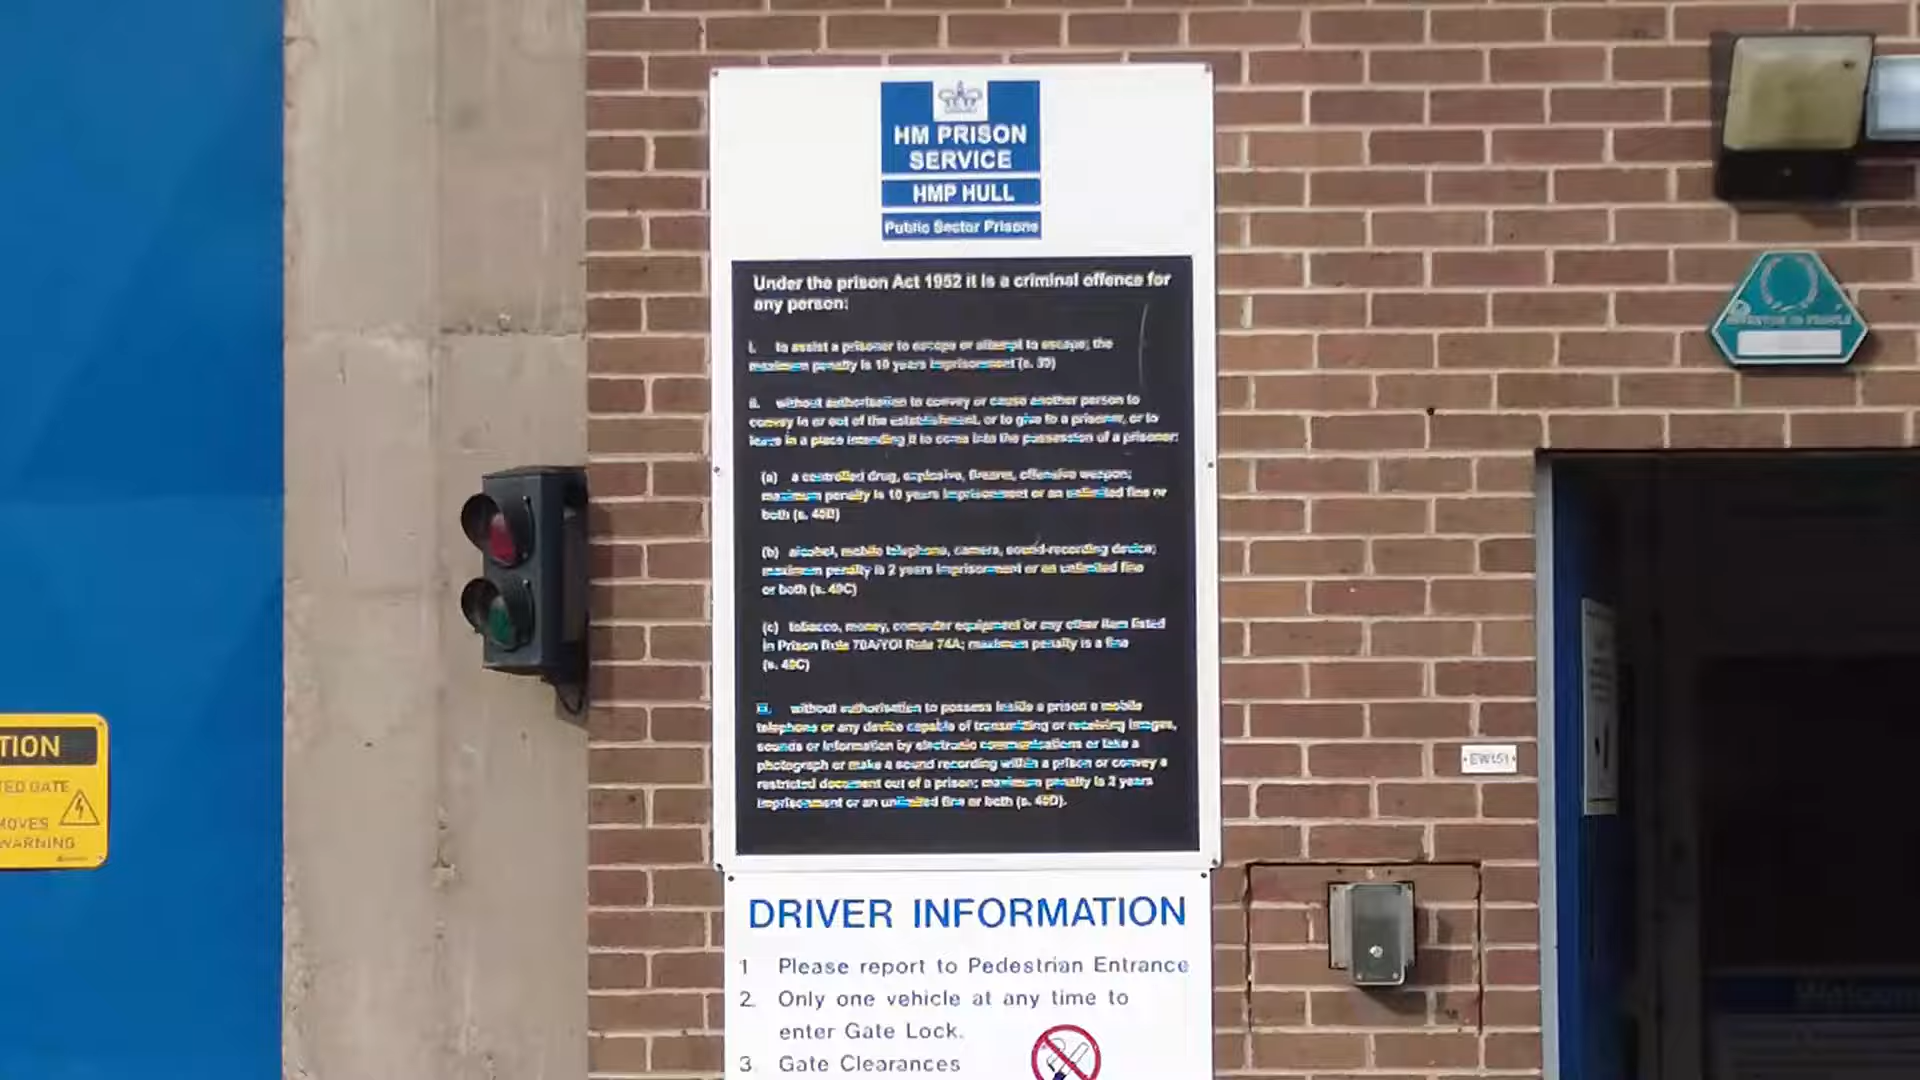 HM PRISON
SERVICE
HMP HULL
Public Sector Prisons
Under the prison Act 1952 it is a criminal offence for
any person:
i. to assist a prisoner to escape or attempt to escape; the
maximum penalty is 10 years imprisonment (s. 39)
ii. without authorisation to convey or cause another person to
convey in or out of the establishment, or to give to a prisoner, or to
leave in a place intending it to come into the possession of a prisoner:
(a) a controlled drug, explosive, firearm, offensive weapon;
maximum penalty is 10 years imprisonment or an unlimited fine or
both (s. 40B)
(b) alcohol, mobile telephone, camera, sound-recording device;
maximum penalty is 2 years imprisonment or an unlimited fine
or both (s. 40C)
(c) tobacco, money, computer equipment or any other item listed
in Prison Rule 70A/YOI Rule 74A; maximum penalty is a fine
(s. 40C)
without authorisation to possess inside a prison a mobile
telephone or any device capable of transmitting or receiving images,
sounds or information by electronic communications or take a
photograph or make a sound recording within a prison or convey a
restricted document out of a prison; maximum penalty is 2 years
imprisonment or an unlimited fine or both (s. 40D).
DRIVER INFORMATION
1 Please report to Pedestrian Entrance
2. Only one vehicle at any time to
enter Gate Lock.
3. Gate Clearances
TION
TED GATE
MOVES
WARNING
INVESTOR IN PEOPLE
EW151